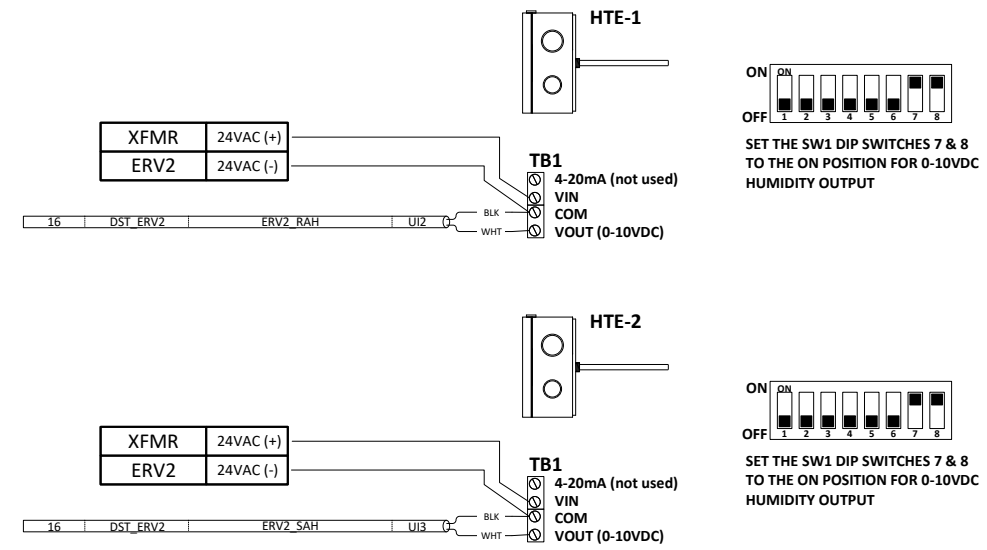 HTE-1
ON ON
OFF 1 2 3 4 5 6 7 8
SET THE SW1 DIP SWITCHES 7 & 8
TO THE ON POSITION FOR 0-10VDC
HUMIDITY OUTPUT
XFMR 24VAC (+)
ERV2 24VAC (-)
TB1
4-20mA (not used)
VIN
COM
VOUT (0-10VDC)
BLK
WHT
16 DST_ERV2 ERV2_RAH UI2
HTE-2
ON ON
OFF 1 2 3 4 5 6 7 8
SET THE SW1 DIP SWITCHES 7 & 8
TO THE ON POSITION FOR 0-10VDC
HUMIDITY OUTPUT
XFMR 24VAC (+)
ERV2 24VAC (-)
TB1
4-20mA (not used)
VIN
COM
VOUT (0-10VDC)
BLK
WHT
16 DST_ERV2 ERV2_SAH UI3